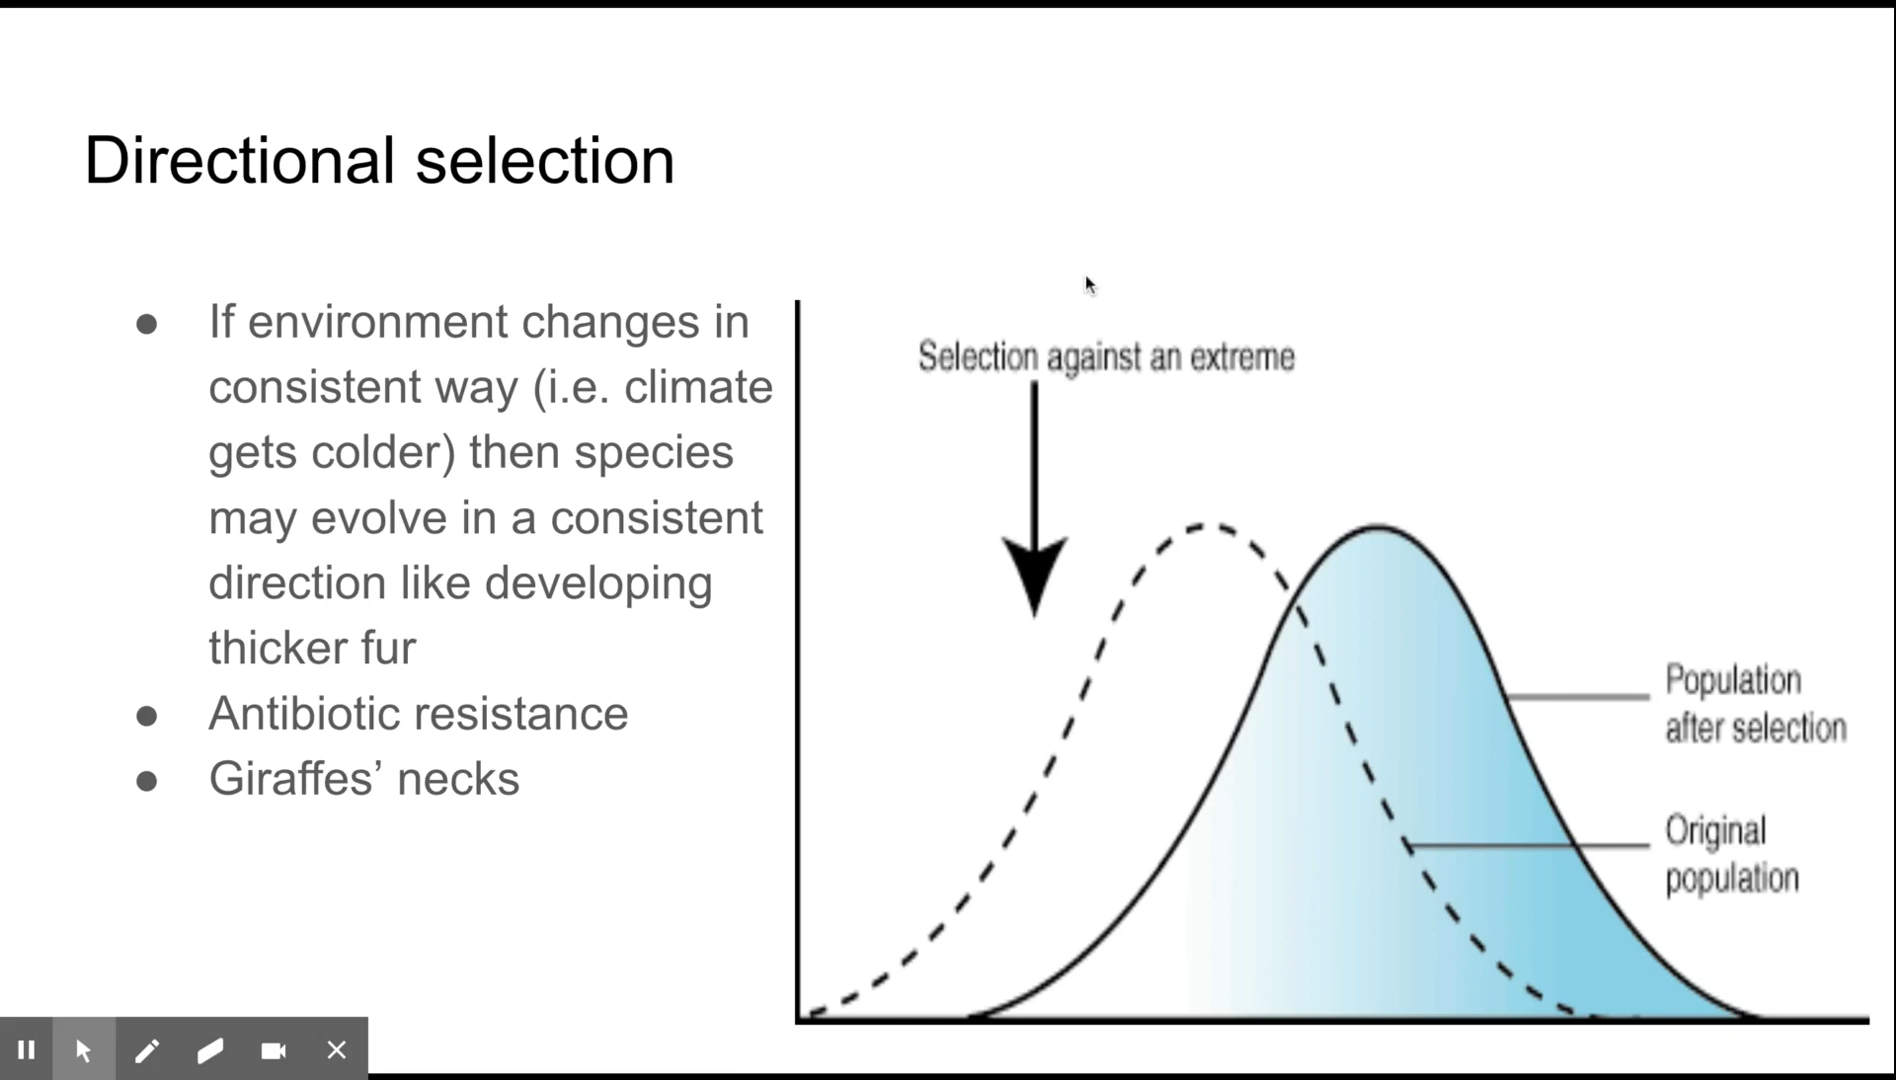 Directional selection
● If environment changes in
consistent way (i.e. climate
gets colder) then species
may evolve in a consistent
direction like developing
thicker fur
● Antibiotic resistance
● Giraffes’ necks
Selection against an extreme
Population
after selection
Original
population